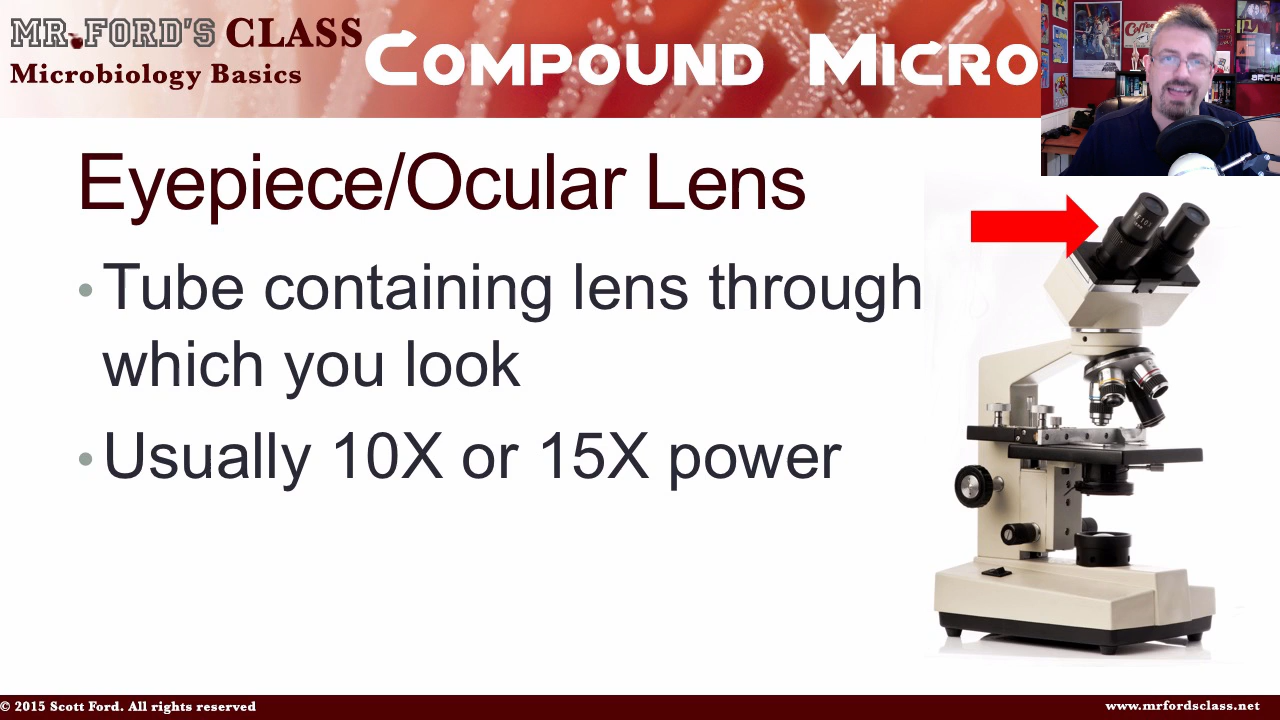 MR. FORD'S CLASS
Microbiology Basics
COMPOUND MICRO
Eyepiece/Ocular Lens
• Tube containing lens through
which you look
• Usually 10X or 15X power
© 2015 Scott Ford. All rights reserved
www.mrfordsclass.net